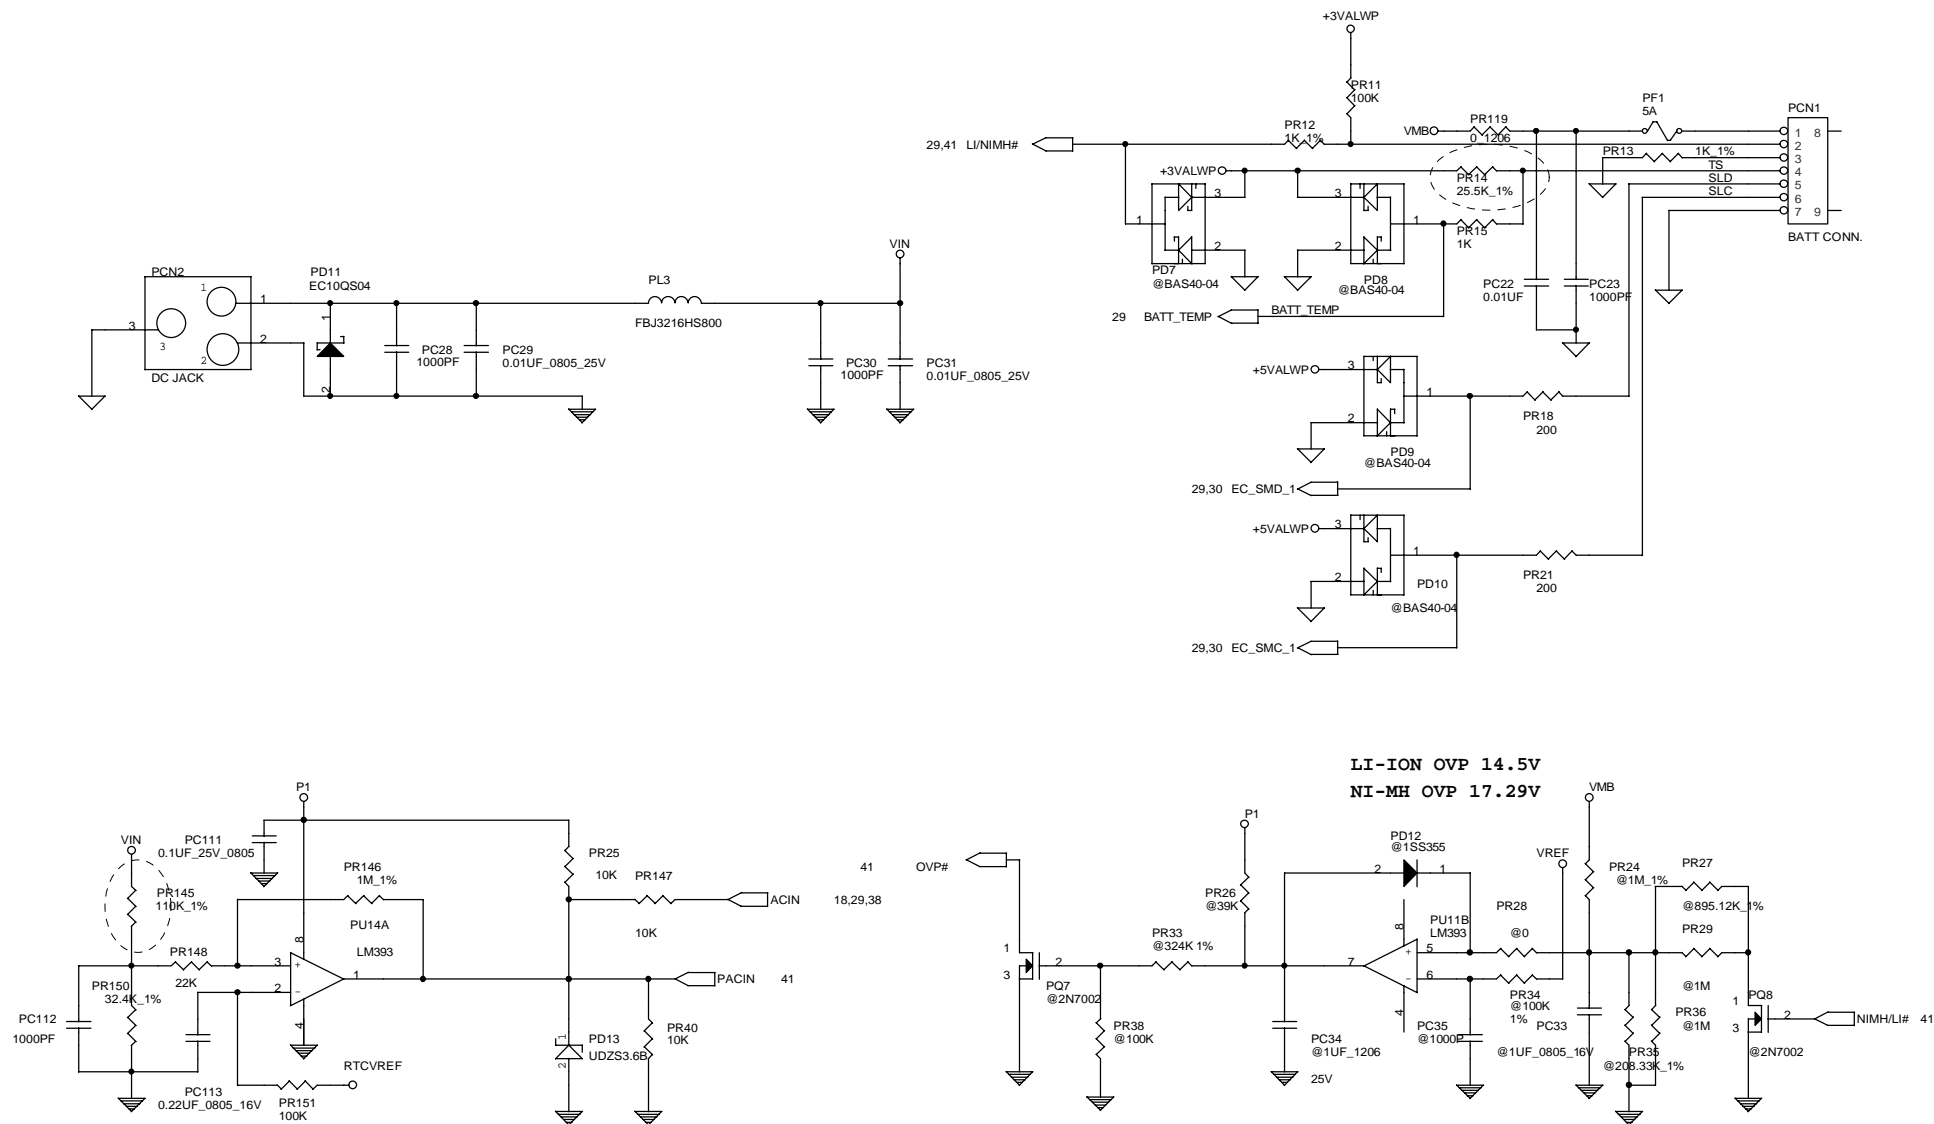 +3VALWP
PR11
100K
PF1
5A
PCN1
PR12
1K_1%
VMB
PR119
0_1206
1 8
2
3
4
5
6
7 9
BATT CONN.
29,41 LI/NIMH#
PR13
1K_1%
TS
SLD
SLC
+3VALWP
PR14
25.5K_1%
3
1
2
PD7
@BAS40-04
3
1
2
PD8
@BAS40-04
PR15
1K
PC22
0.01UF
PC23
1000PF
29 BATT_TEMP
BATT_TEMP
VIN
PCN2
1
1
2
2
3
3
DC JACK
PD11
EC10QS04
1
2
PL3
FBJ3216HS800
PC28
1000PF
PC29
0.01UF_0805_25V
PC30
1000PF
PC31
0.01UF_0805_25V
+5VALWP
3
1
2
PD9
@BAS40-04
PR18
200
29,30 EC_SMD_1
+5VALWP
3
1
2
PD10
@BAS40-04
PR21
200
29,30 EC_SMC_1
LI-ION OVP 14.5V
NI-MH OVP 17.29V
P1
VIN
PC111
0.1UF_25V_0805
PR145
110K_1%
PR146
1M_1%
PU14A
LM393
8
3
+
2
-
1
4
PR25
10K
PR147
10K
ACIN 18,29,38
PR148
22K
PR150
32.4K_1%
PC112
1000PF
PC113
0.22UF_0805_16V
PR151
100K
RTCVREF
PACIN 41
PD13
UDZS3.6B
1
2
PR40
10K
41 OVP#
P1
PR26
@39K
PR33
@324K 1%
1
2
3
PQ7
@2N7002
PR38
@100K
PC34
@1UF_1206
25V
PD12
@1SS355
2
1
PU11B
LM393
8
5
+
6
-
7
4
VREF
PR28
@0
PR34
@100K
1%
PC35
@1000P
VMB
PR24
@1M_1%
PR27
@895.12K_1%
PR29
@1M
PC33
@1UF_0805_16V
PR35
@208.33K_1%
PR36
@1M
PQ8
1
2
3
@2N7002
NIMH/LI# 41